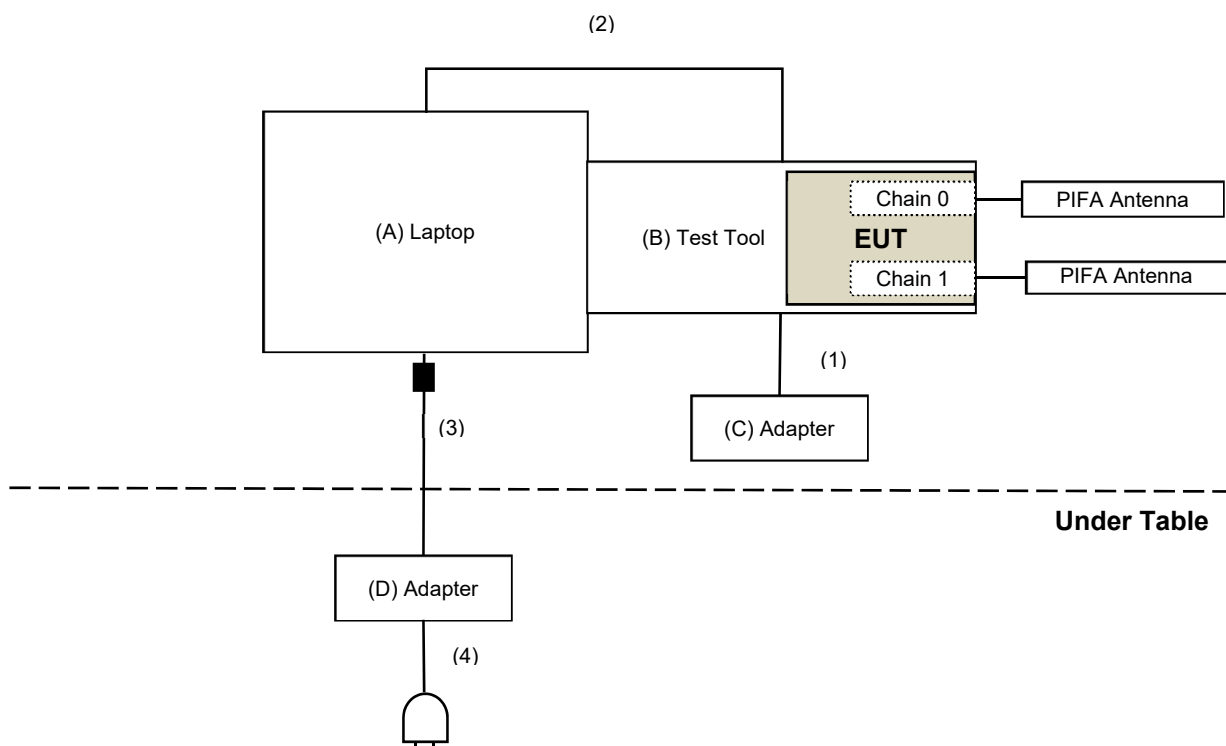 (2)
(A) Laptop
(B) Test Tool
Chain 0
EUT
Chain 1
PIFA Antenna
PIFA Antenna
(1)
(C) Adapter
(3)
Under Table
(D) Adapter
(4)